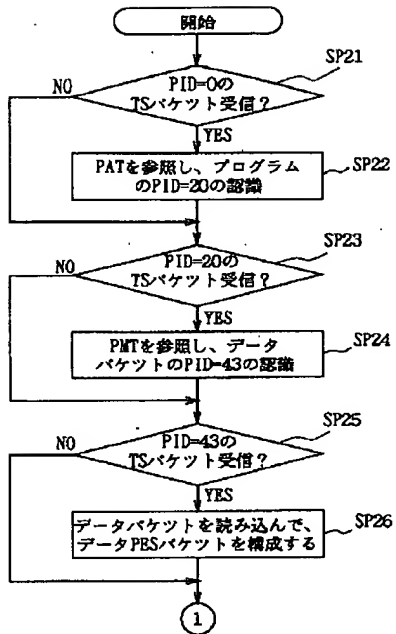 開始
SP21
NO
PID=0の
TSパケット受信?
YES
PATを参照し、プログラム
のPID=20の認識
SP22
SP23
NO
PID=20の
TSパケット受信?
YES
PMTを参照し、データ
パケットのPID=43の認識
SP24
SP25
NO
PID=43の
TSパケット受信?
YES
データパケットを読み込んで、
データPESパケットを構成する
SP26
1